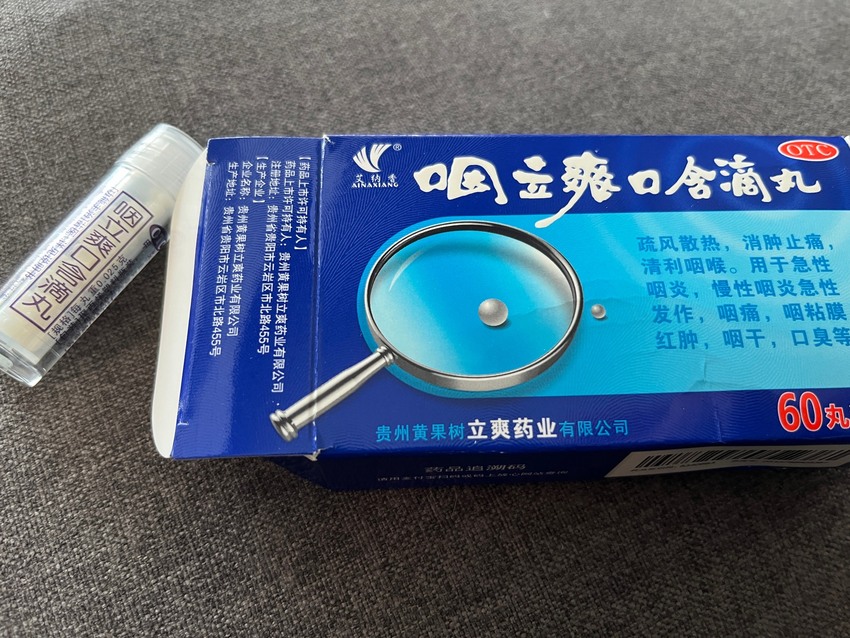 艾纳香
AINAXIANG
®
咽立爽口含滴丸
OTC
疏风散热，消肿止痛，
清利咽喉。用于急性
咽炎，慢性咽炎急性
发作，咽痛，咽粘膜
红肿，咽干，口臭等
60丸
贵州黄果树立爽药业有限公司
药品追溯码
【药品上市许可持有人】
药品上市许可持有人：贵州黄果树立爽药业有限公司
注册地址：贵州省贵阳市云岩区市北路455号
【生产企业】
企业名称：贵州黄果树立爽药业有限公司
生产地址：贵州省贵阳市云岩区市北路455号
咽立爽口含滴丸